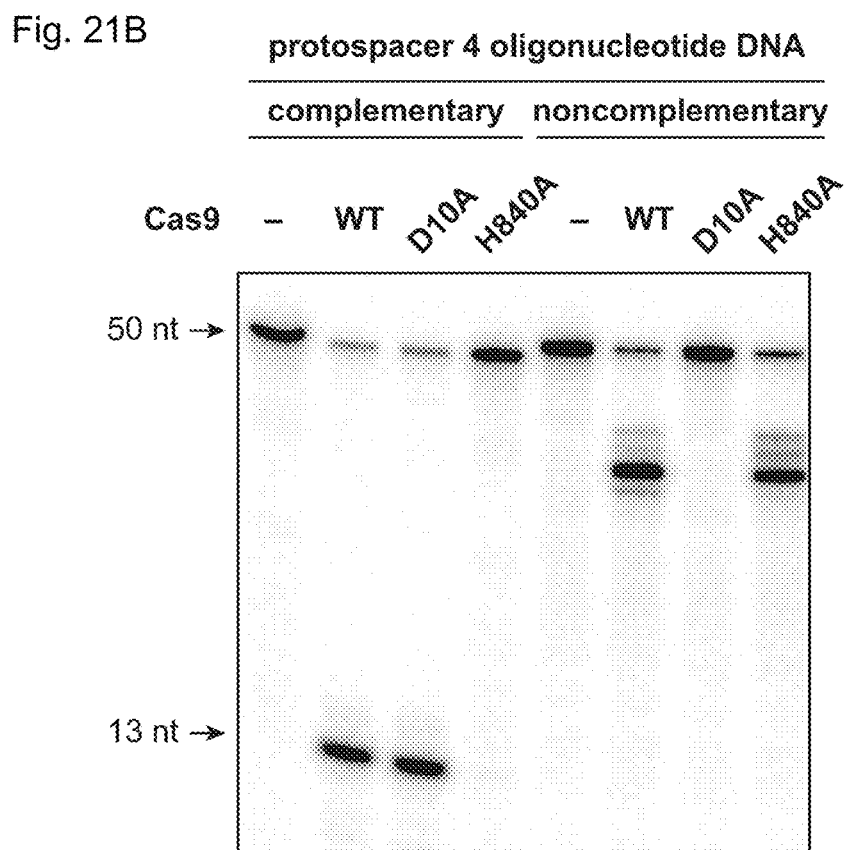 Fig. 21B
protospacer 4 oligonucleotide DNA
complementary noncomplementary
Cas9 – WT D10A H840A – WT D10A H840A
50 nt →
13 nt →